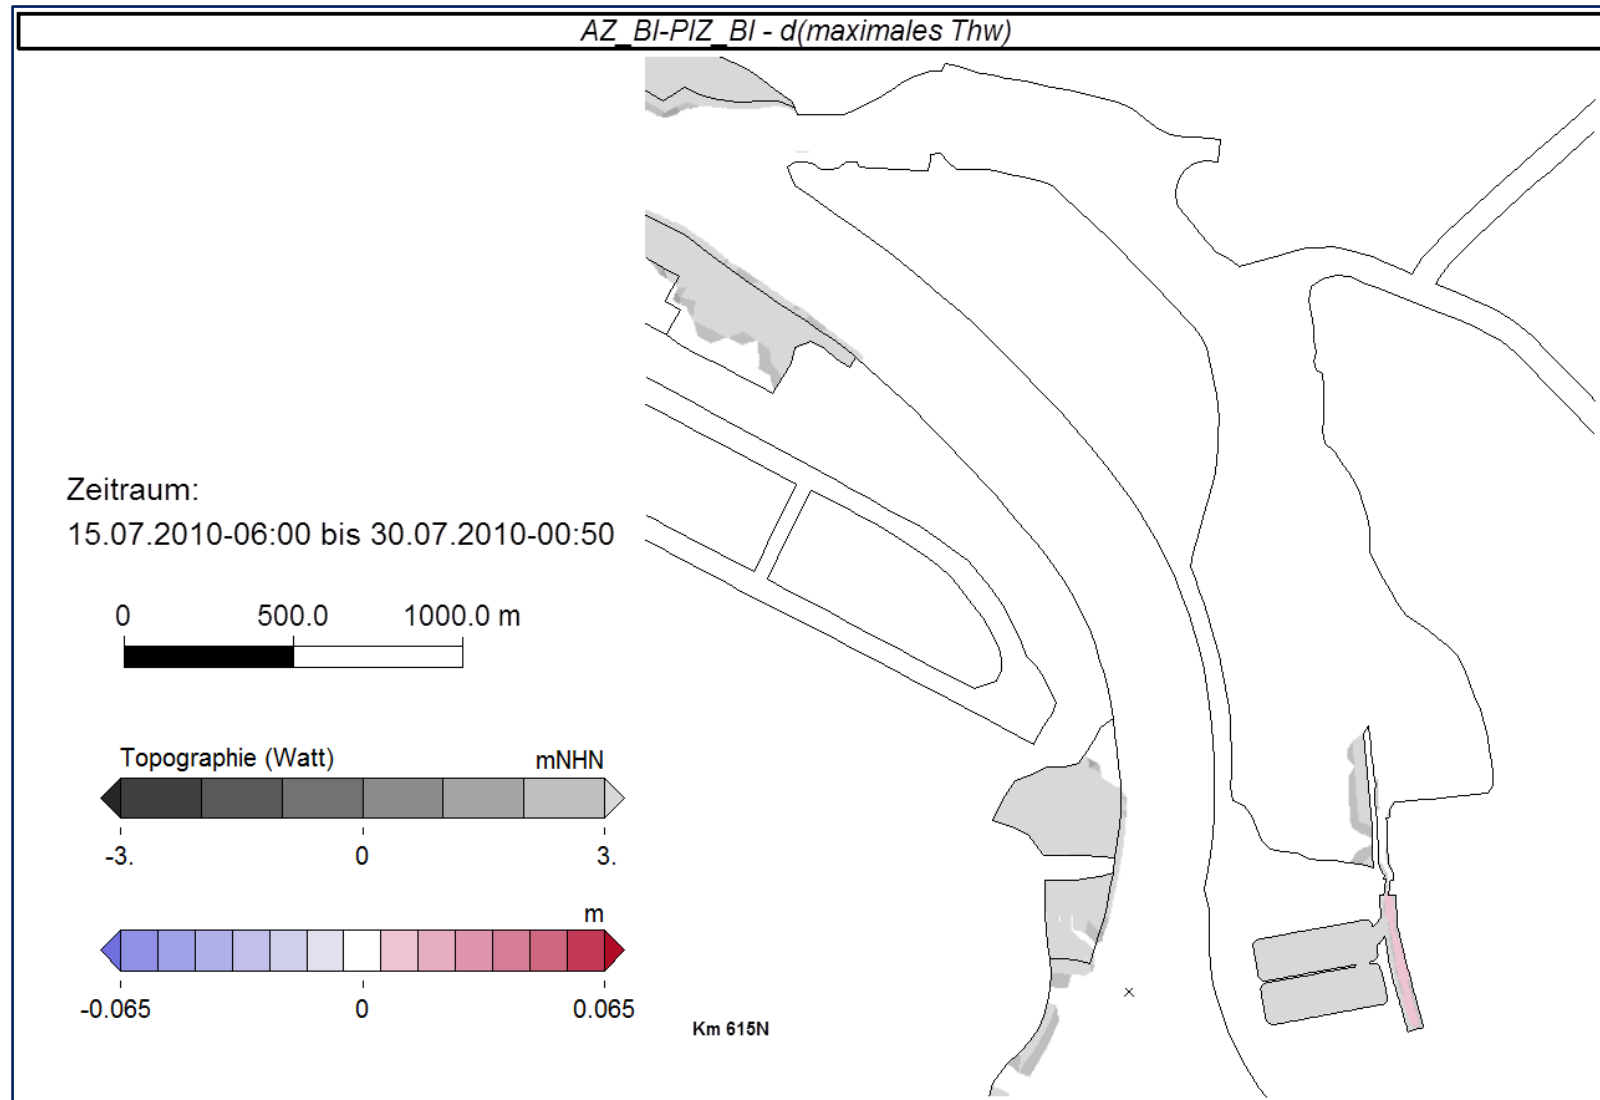 AZ_BI-PIZ_BI - d(maximales Thw)
Zeitraum:
15.07.2010-06:00 bis 30.07.2010-00:50
0 500.0 1000.0 m
Topographie (Watt) mNHN
-3. 0 3.
m
-0.065 0 0.065
Km 615N